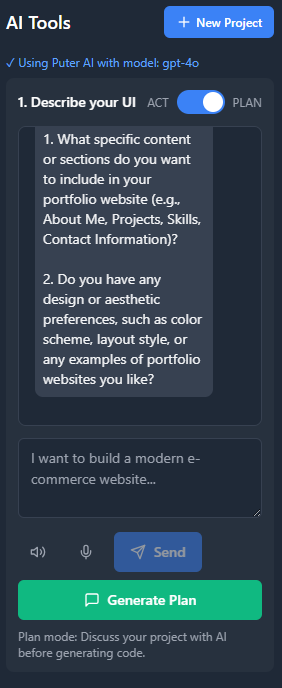 AI Tools
+ New Project
✓ Using Puter AI with model: gpt-4o
1. Describe your UI
ACT
PLAN
1. What specific content
or sections do you want
to include in your
portfolio website (e.g.,
About Me, Projects, Skills,
Contact Information)?
2. Do you have any
design or aesthetic
preferences, such as color
scheme, layout style, or
any examples of portfolio
websites you like?
I want to build a modern e-
commerce website...
Send
Generate Plan
Plan mode: Discuss your project with AI
before generating code.